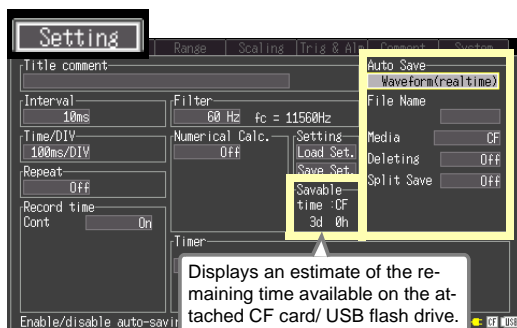 Setting
Range
Scaling
Trig & Alm
Comment
System
Title comment
Auto Save
Waveform(realtime)
Interval
10ms
Filter
60 Hz fc = 11560Hz
File Name
Time/DIV
100ms/DIV
Numerical Calc.
Off
Setting
Load Set.
Save Set.
Media CF
Deleting Off
Split Save Off
Repeat
Off
Savable
time :CF
3d 0h
Record time
Cont On
Timer
Displays an estimate of the re-
maining time available on the at-
tached CF card/ USB flash drive.
Enable/disable auto-savin
CF USB